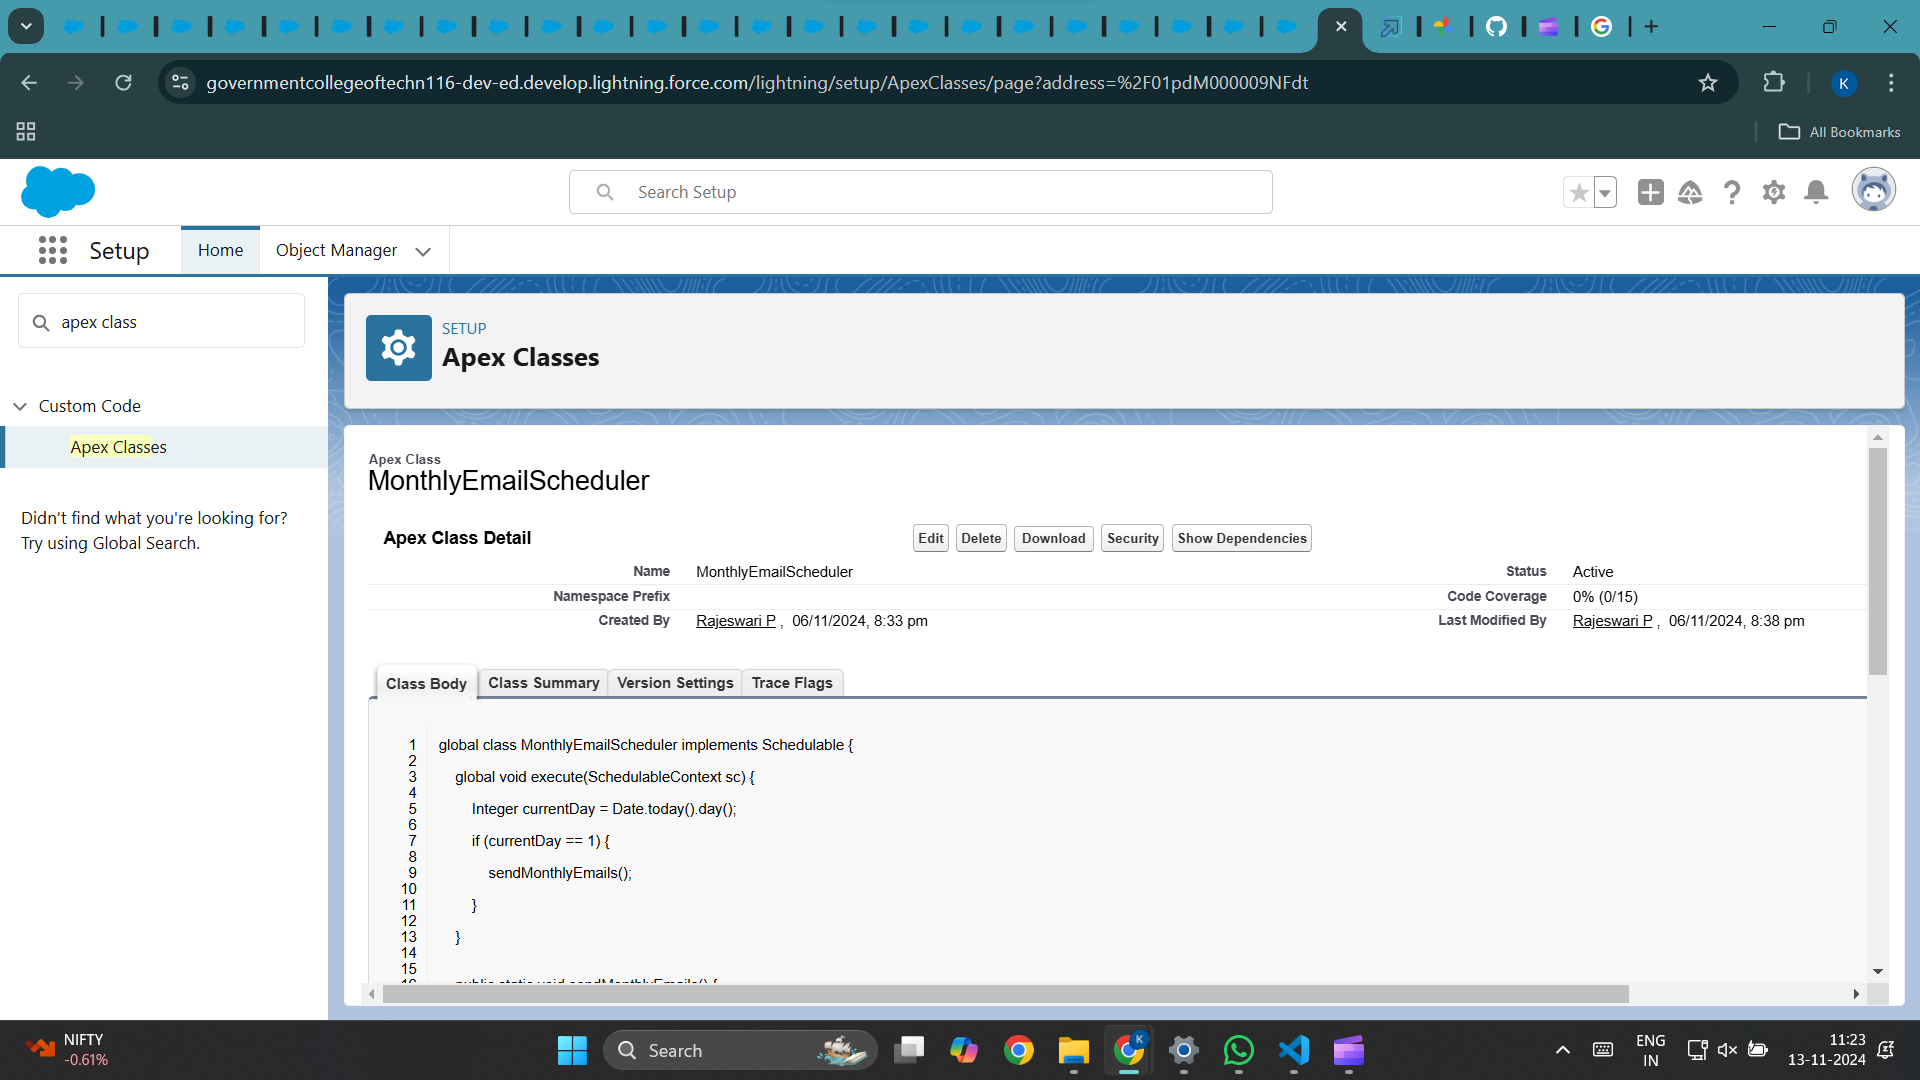 governmentcollegeoftechn116-dev-ed.develop.lightning.force.com/lightning/setup/ApexClasses/page?address=%2F01pdM000009NFdt
K
All Bookmarks
Search Setup
Setup
Home
Object Manager
apex class
Custom Code
Apex Classes
Didn't find what you're looking for?
Try using Global Search.
SETUP
Apex Classes
Apex Class
MonthlyEmailScheduler
Apex Class Detail
Edit
Delete
Download
Security
Show Dependencies
Name MonthlyEmailScheduler Status Active
Namespace Prefix Code Coverage 0% (0/15)
Created By Rajeswari P , 06/11/2024, 8:33 pm Last Modified By Rajeswari P , 06/11/2024, 8:38 pm
Class Body
Class Summary
Version Settings
Trace Flags
1 global class MonthlyEmailScheduler implements Schedulable {
2
3 global void execute(SchedulableContext sc) {
4
5 Integer currentDay = Date.today().day();
6
7 if (currentDay == 1) {
8
9 sendMonthlyEmails();
10
11 }
12
13 }
14
15
16 public static void sendMonthlyEmails() {
NIFTY
-0.61%
Search
K
ENG
IN
11:23
13-11-2024